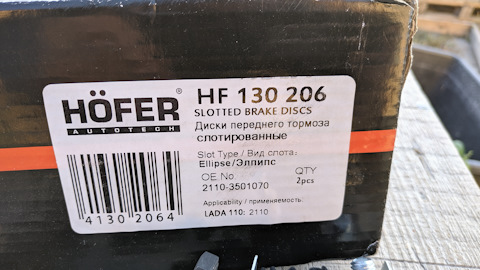 HÖFER
AUTOTECH
4130 2064
HF 130 206
SLOTTED BRAKE DISCS
Диски переднего тормоза
слотированные
Slot Type / Вид слота:
Ellipse/Эллипс
OE.No. QTY
2110-3501070 2pcs
Applicability / применяемость:
LADA 110: 2110